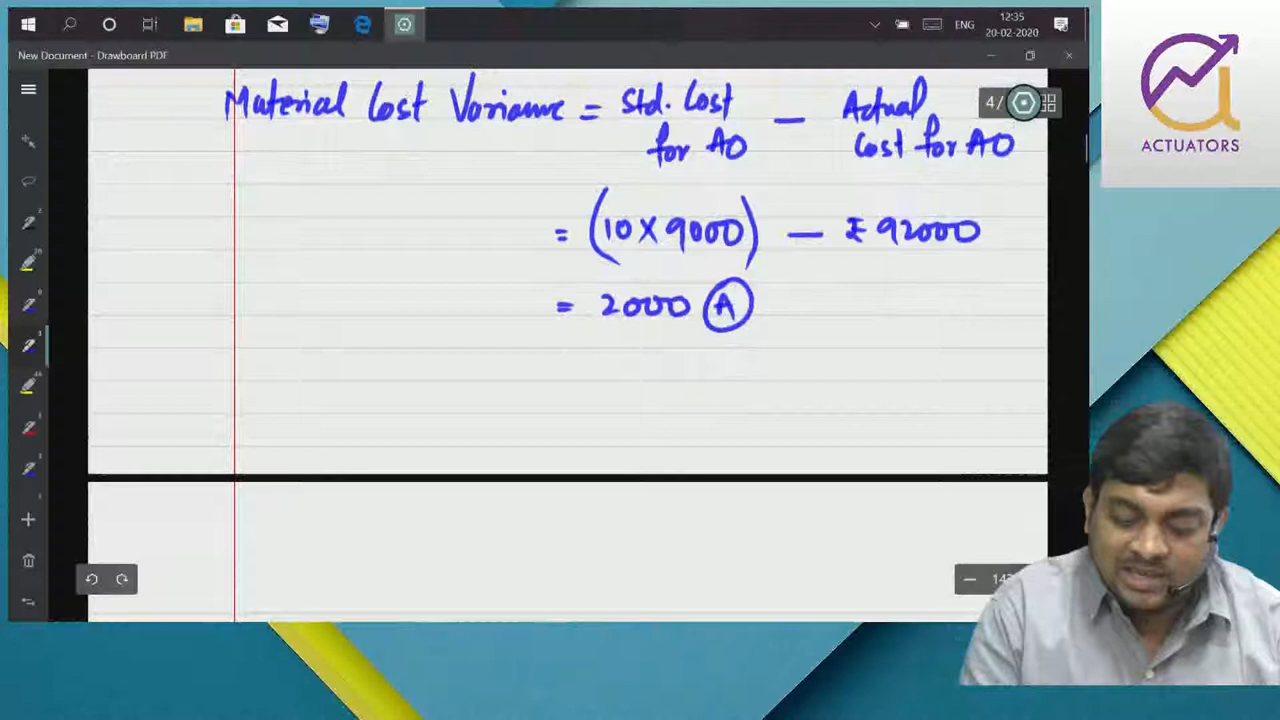 ENG
12:35
20-02-2020
New Document - Drawboard PDF
ACTUATORS
4/
Material Cost Variance = Std. Cost for AO - Actual Cost for AO
= (10 X 9000) - ₹ 92000
= 2000 (A)